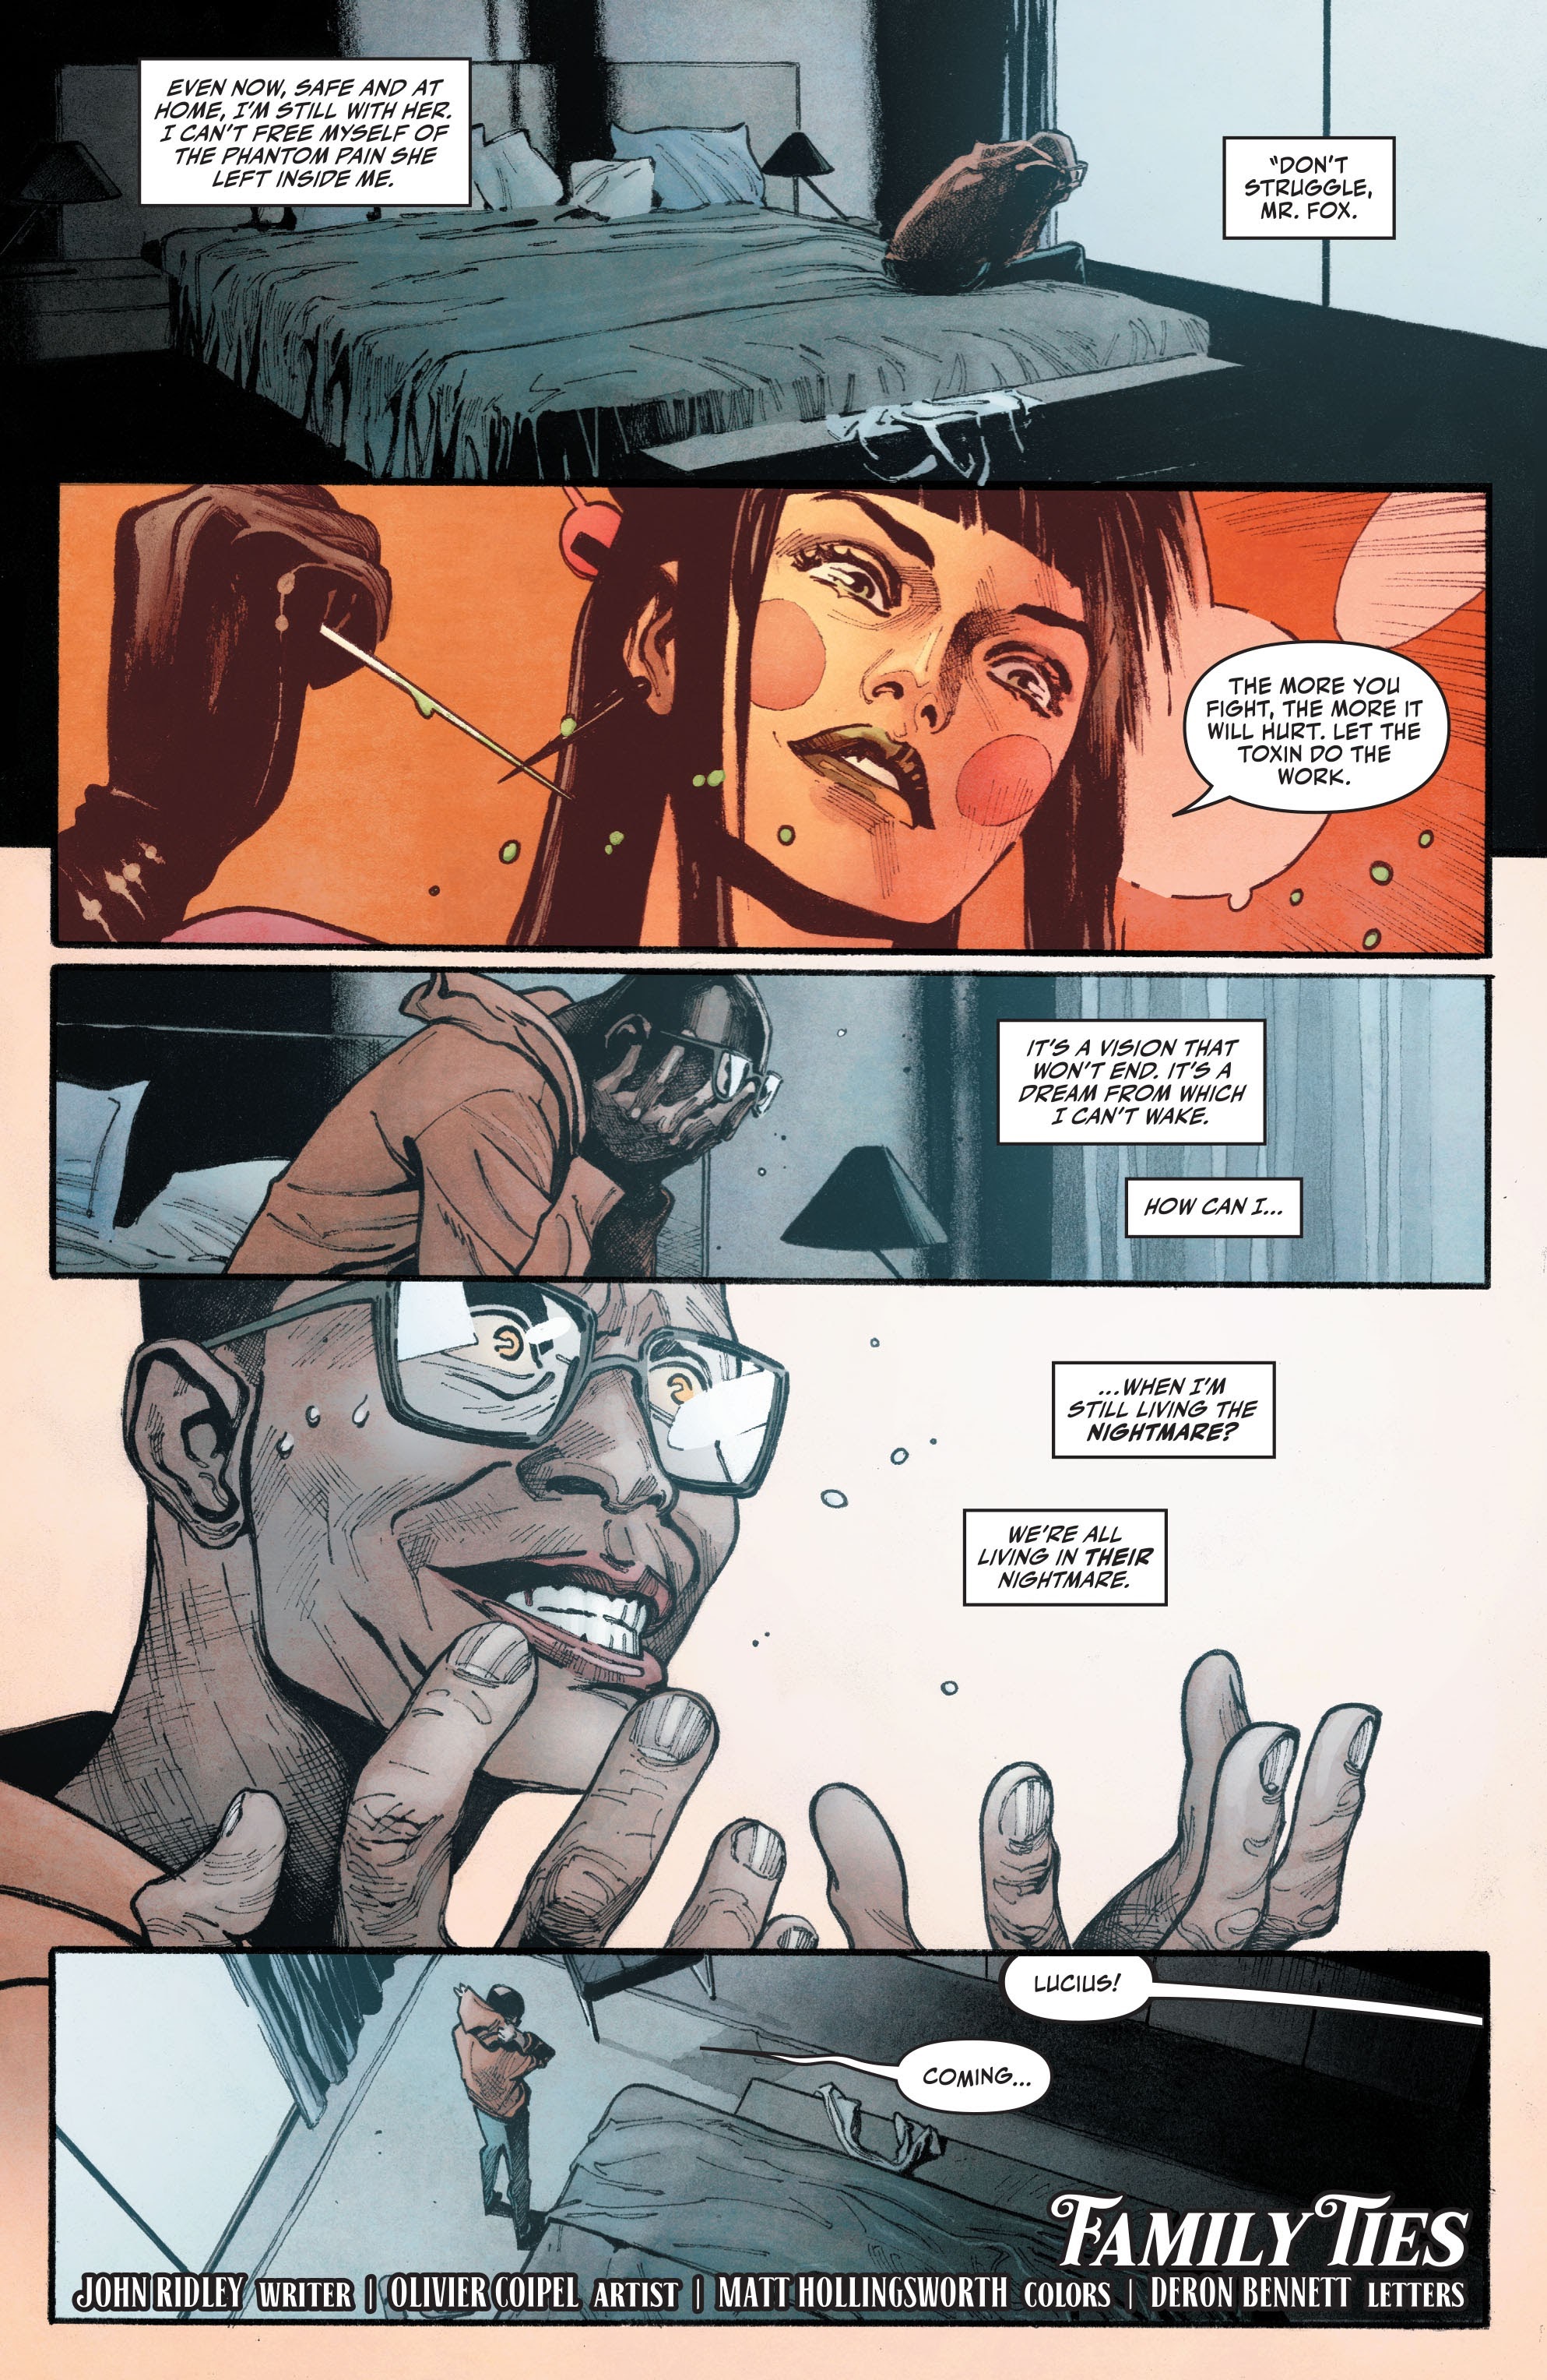 EVEN NOW, SAFE AND AT
HOME, I'M STILL WITH HER.
I CAN'T FREE MYSELF OF
THE PHANTOM PAIN SHE
LEFT INSIDE ME.
"DON'T
STRUGGLE,
MR. FOX.
THE MORE YOU
FIGHT, THE MORE IT
WILL HURT. LET THE
TOXIN DO THE
WORK.
IT'S A VISION THAT
WON'T END. IT'S A
DREAM FROM WHICH
I CAN'T WAKE.
HOW CAN I...
...WHEN I'M
STILL LIVING THE
NIGHTMARE?
WE'RE ALL
LIVING IN THEIR
NIGHTMARE.
LUCIUS!
COMING...
FAMILY TIES
JOHN RIDLEY WRITER | OLIVIER COIPEL ARTIST | MATT HOLLINGSWORTH COLORS | DERON BENNETT LETTERS